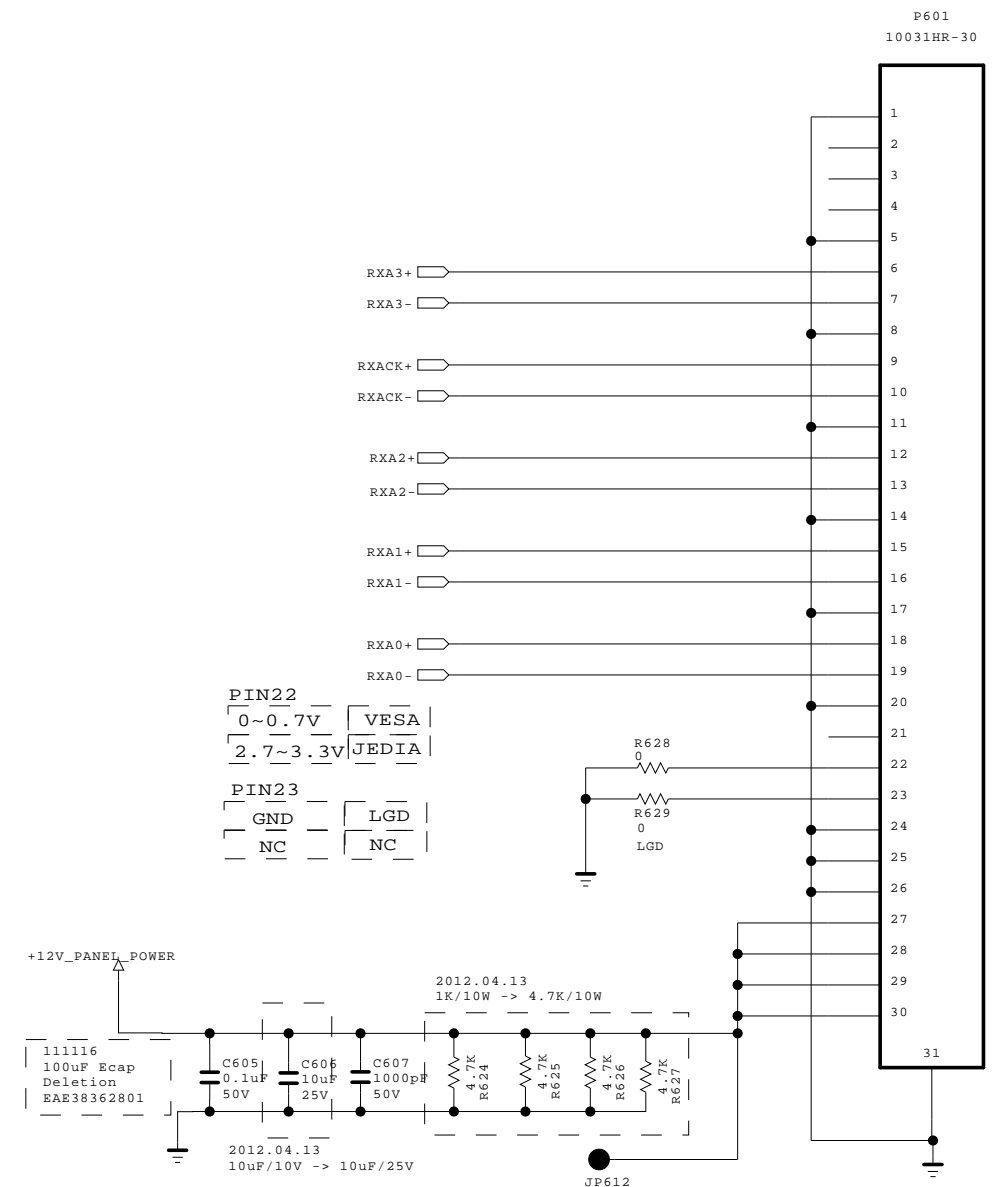 P601
10031HR-30
1
2
3
4
5
RXA3+ 6
RXA3- 7
8
RXACK+ 9
RXACK- 10
11
RXA2+ 12
RXA2- 13
14
RXA1+ 15
RXA1- 16
17
RXA0+ 18
RXA0- 19
20
21
22
23
24
25
26
27
28
29
30
31
PIN22
0~0.7V VESA
2.7~3.3V JEDIA
PIN23
GND LGD
NC NC
R628
0
R629
0
LGD
+12V_PANEL_POWER
111116
100uF Ecap
Deletion
EAE38362801
C605
0.1uF
50V
C606
10uF
25V
C607
1000pF
50V
2012.04.13
1K/10W -> 4.7K/10W
4.7K
R624
4.7K
R625
4.7K
R626
4.7K
R627
2012.04.13
10uF/10V -> 10uF/25V
JP612